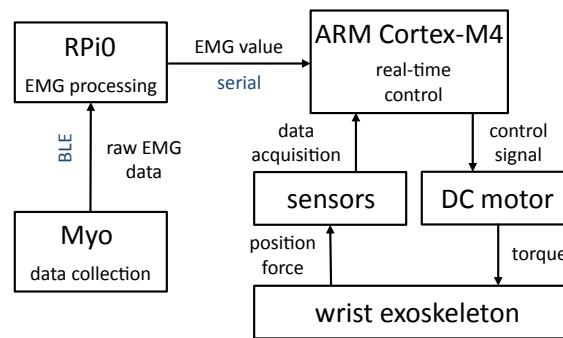 RPi0
EMG processing
EMG value
serial
ARM Cortex-M4
real-time
control
BLE
raw EMG
data
data
acquisition
control
signal
Myo
data collection
sensors
DC motor
position
force
torque
wrist exoskeleton